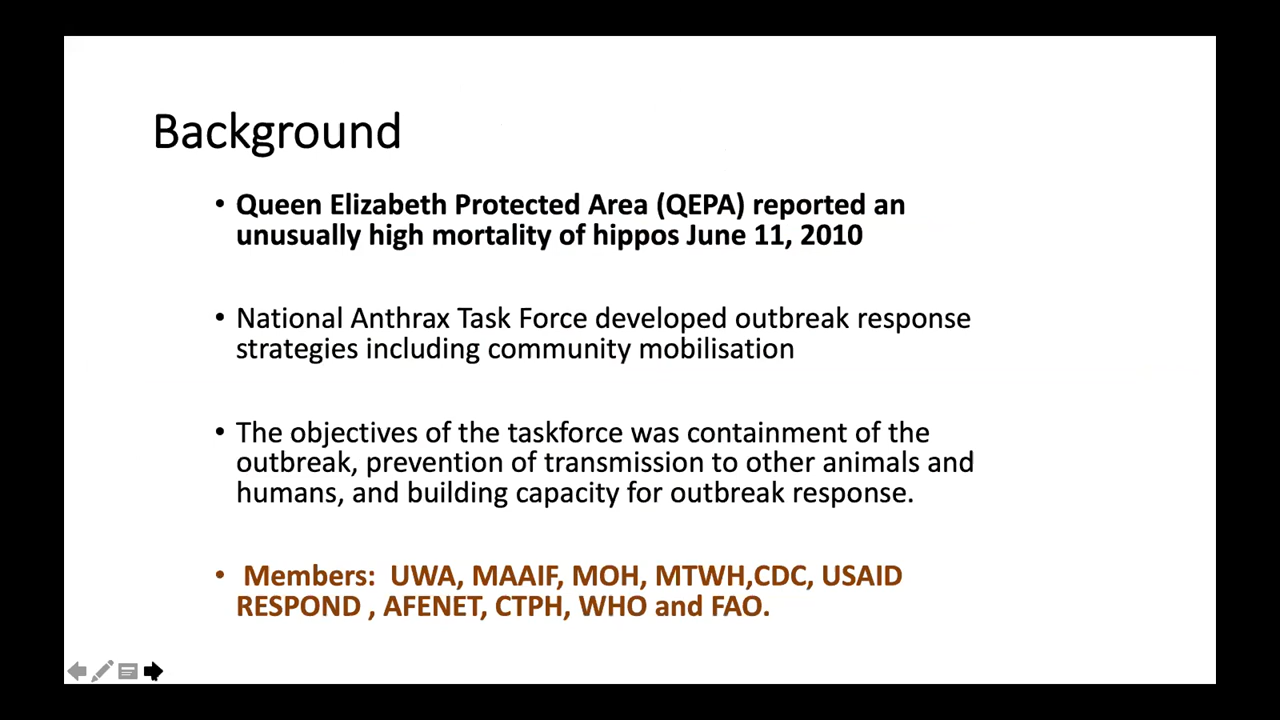 Background
• Queen Elizabeth Protected Area (QEPA) reported an
unusually high mortality of hippos June 11, 2010
• National Anthrax Task Force developed outbreak response
strategies including community mobilisation
• The objectives of the taskforce was containment of the
outbreak, prevention of transmission to other animals and
humans, and building capacity for outbreak response.
• Members: UWA, MAAIF, MOH, MTWH,CDC, USAID
RESPOND , AFENET, CTPH, WHO and FAO.